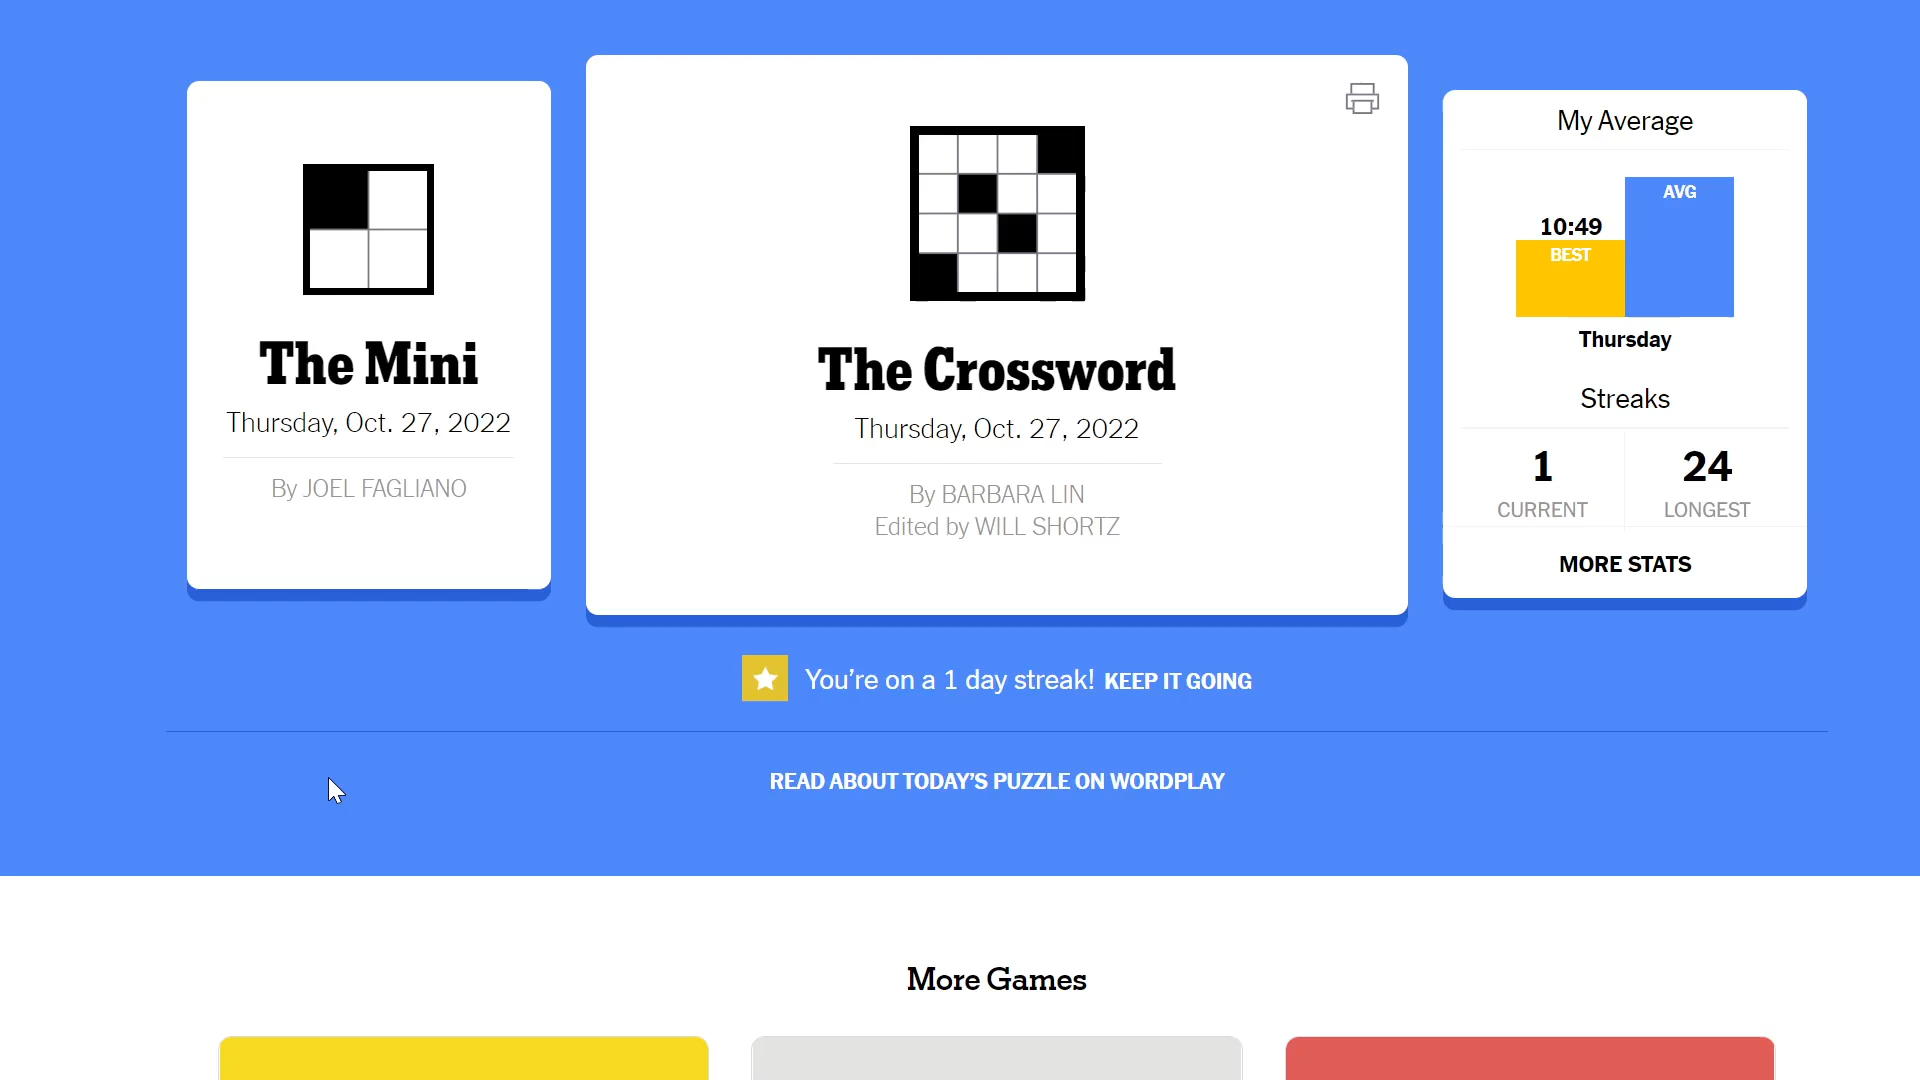 The Mini
Thursday, Oct. 27, 2022
By JOEL FAGLIANO
The Crossword
Thursday, Oct. 27, 2022
By BARBARA LIN
Edited by WILL SHORTZ
My Average
AVG
10:49
BEST
Thursday
Streaks
1 24
CURRENT LONGEST
MORE STATS
You’re on a 1 day streak! KEEP IT GOING
READ ABOUT TODAY’S PUZZLE ON WORDPLAY
More Games